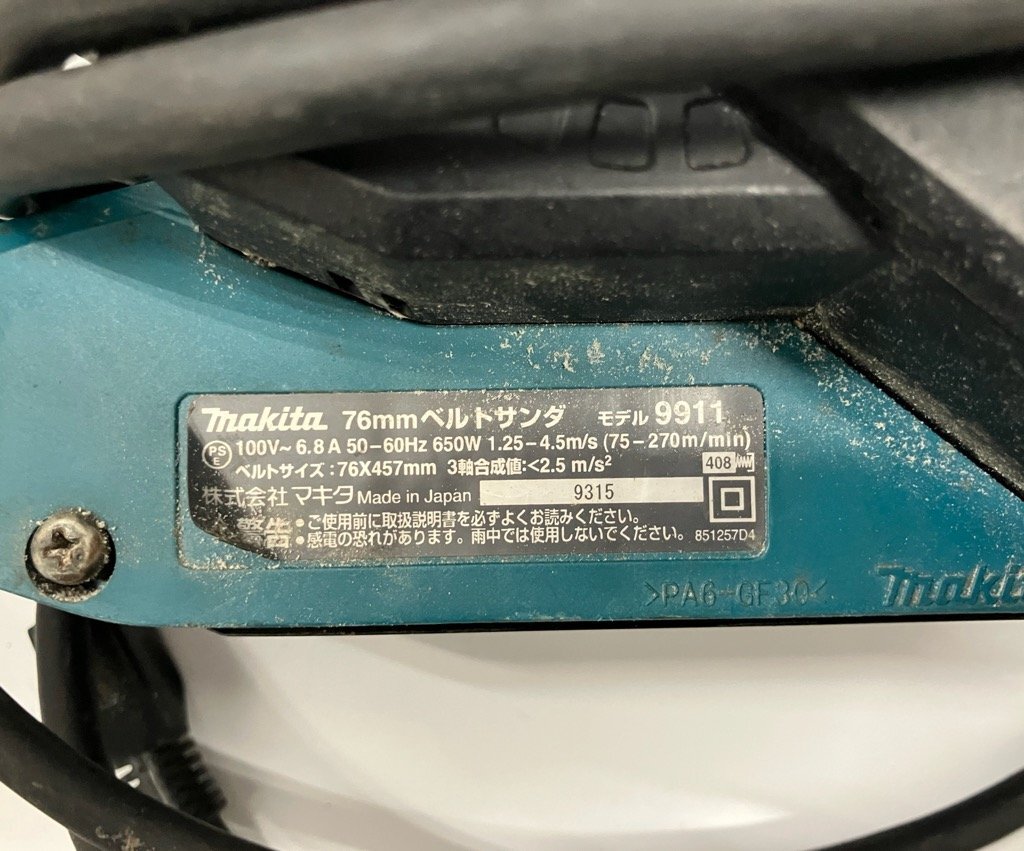 makita 76mmベルトサンダ モデル 9911
PS E 100V~ 6.8A 50-60Hz 650W 1.25-4.5m/s (75-270m/min)
ベルトサイズ:76X457mm 3軸合成値:<2.5 m/s² 408
株式会社 マキタ Made in Japan 9315
警告 •ご使用前に取扱説明書を必ずよくお読みください。
•感電の恐れがあります。雨中では使用しないでください。 851257D4
>PA6-GF30<
makita